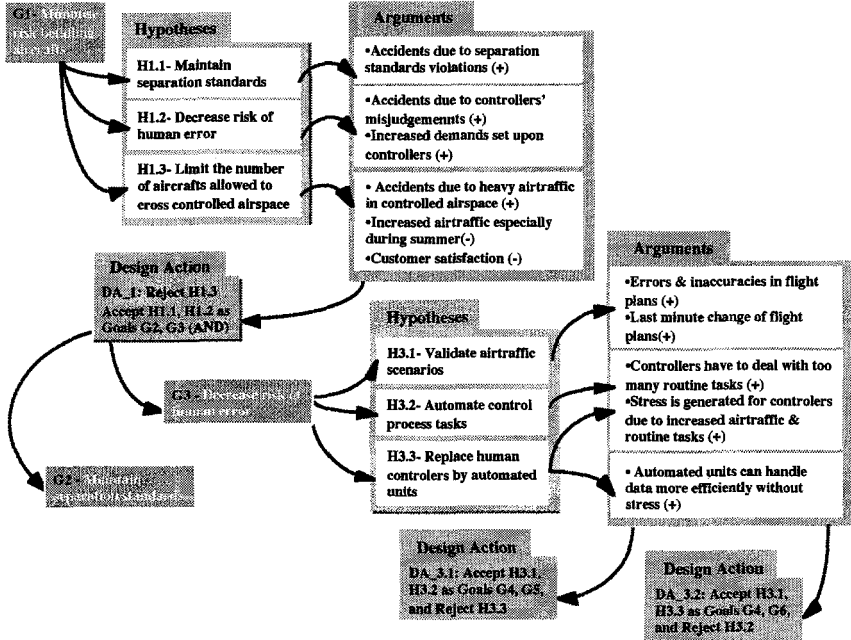 G1- Minimise
risk
aircrafts
Hypotheses
H1.1- Maintain
separation standards
H1.2- Decrease risk of
human error
H1.3- Limit the number
of aircrafts allowed to
cross controlled airspace
Arguments
•Accidents due to separation
standards violations (+)
•Accidents due to controllers'
misjudgememnts (+)
•Increased demands set upon
controllers (+)
• Accidents due to heavy airtraffic
in controlled airspace (+)
•Increased airtraffic especially
during summer(-)
•Customer satisfaction (-)
Design Action
DA_1: Reject H1.3
Accept H1.1, H1.2 as
Goals G2, G3 (AND)
G3 - Decrease risk of
human error
G2 - Maintain
separation standards
Hypotheses
H3.1- Validate airtraffic
scenarios
H3.2- Automate control
process tasks
H3.3- Replace human
controlers by automated
units
Arguments
•Errors & inaccuracies in flight
plans (+)
•Last minute change of flight
plans(+)
•Controllers have to deal with too
many routine tasks (+)
•Stress is generated for controlers
due to increased airtraffic &
routine tasks (+)
• Automated units can handle
data more efficiently without
stress (+)
Design Action
DA_3.1: Accept H3.1,
H3.2 as Goals G4, G5,
and Reject H3.3
Design Action
DA_3.2: Accept H3.1,
H3.3 as Goals G4, G6,
and Reject H3.2